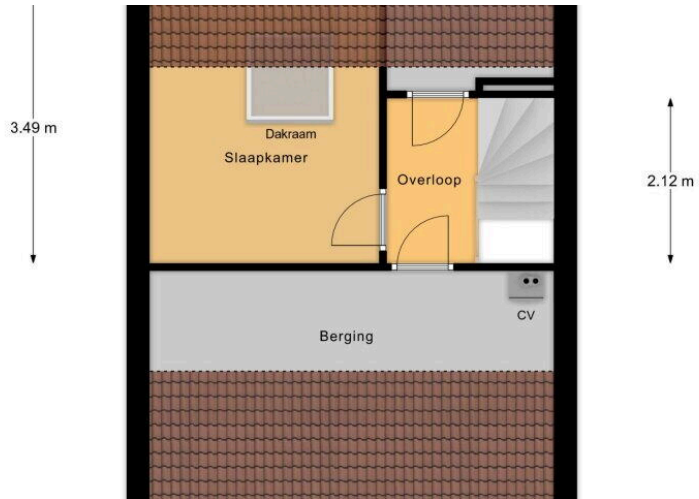 3.49 m
Dakraam
Slaapkamer
Overloop
2.12 m
CV
Berging